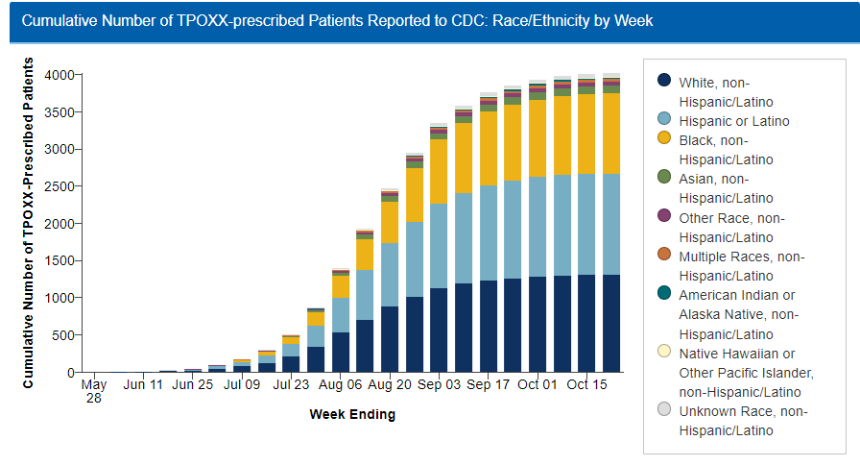 Cumulative Number of TPOXX-prescribed Patients Reported to CDC: Race/Ethnicity by Week
Cumulative Number of TPOXX-Prescribed Patients
4000
3500
3000
2500
2000
1500
1000
500
0
May 28
Jun 11
Jun 25
Jul 09
Jul 23
Aug 06
Aug 20
Sep 03
Sep 17
Oct 01
Oct 15
Week Ending
White, non-
Hispanic/Latino
Hispanic or Latino
Black, non-
Hispanic/Latino
Asian, non-
Hispanic/Latino
Other Race, non-
Hispanic/Latino
Multiple Races, non-
Hispanic/Latino
American Indian or
Alaska Native, non-
Hispanic/Latino
Native Hawaiian or
Other Pacific Islander,
non-Hispanic/Latino
Unknown Race, non-
Hispanic/Latino